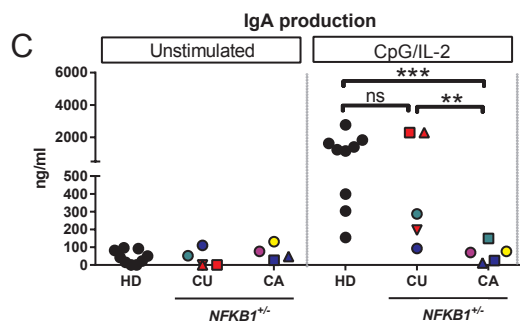 C
IgA production
Unstimulated
CpG/IL-2
6000
4000
2000
500
400
300
200
100
0
ng/ml
***
ns
**
HD
CU
CA
HD
CU
CA
NFKB1+/-
NFKB1+/-